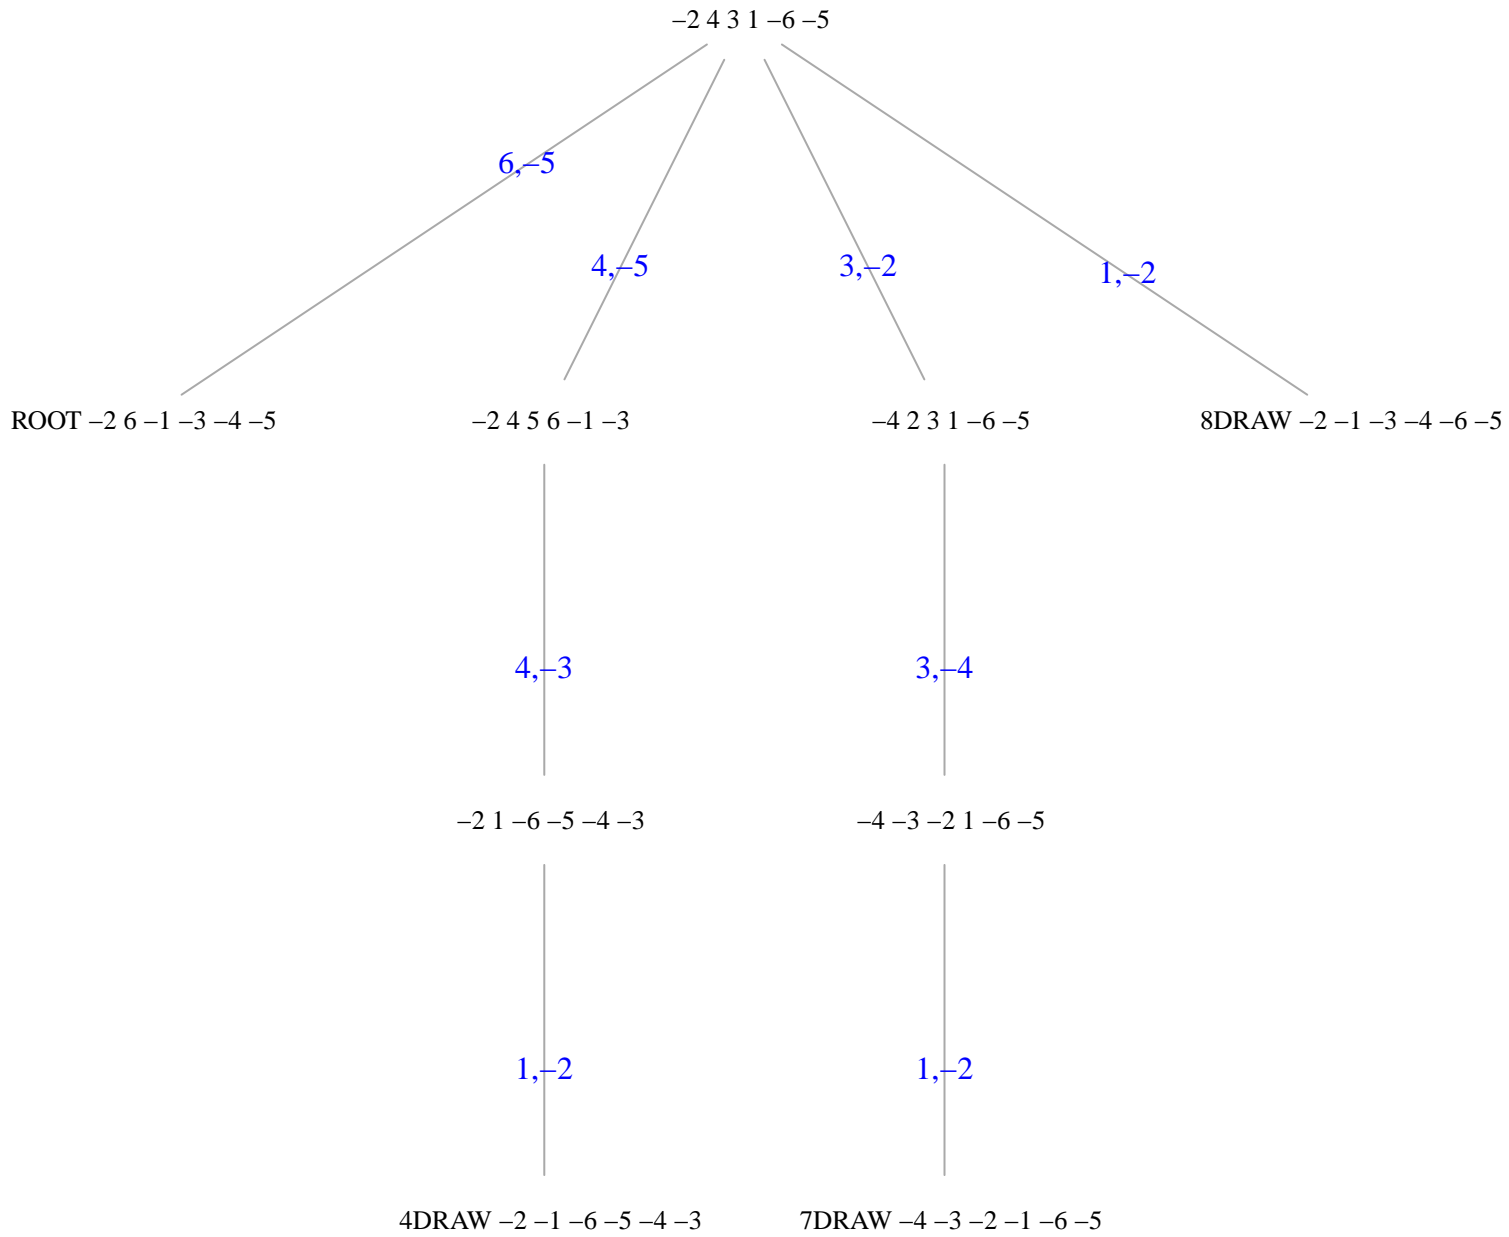 –2 4 3 1 –6 –5
6,–5
4,–5
3,–2
1,–2
ROOT –2 6 –1 –3 –4 –5
–2 4 5 6 –1 –3
–4 2 3 1 –6 –5
8DRAW –2 –1 –3 –4 –6 –5
4,–3
3,–4
–2 1 –6 –5 –4 –3
–4 –3 –2 1 –6 –5
1,–2
1,–2
4DRAW –2 –1 –6 –5 –4 –3
7DRAW –4 –3 –2 –1 –6 –5